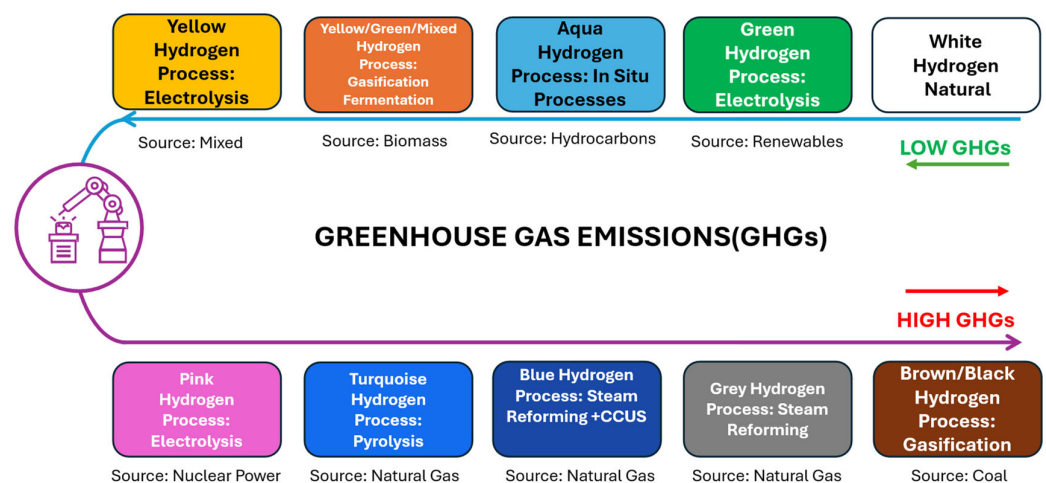 Yellow
Hydrogen
Process:
Electrolysis
Yellow/Green/Mixed
Hydrogen
Process:
Gasification
Fermentation
Aqua
Hydrogen
Process: In Situ
Processes
Green
Hydrogen
Process:
Electrolysis
White
Hydrogen
Natural
Source: Mixed
Source: Biomass
Source: Hydrocarbons
Source: Renewables
LOW GHGs
GREENHOUSE GAS EMISSIONS(GHGs)
HIGH GHGs
Pink
Hydrogen
Process:
Electrolysis
Turquoise
Hydrogen
Process:
Pyrolysis
Blue Hydrogen
Process: Steam
Reforming +CCUS
Grey Hydrogen
Process: Steam
Reforming
Brown/Black
Hydrogen
Process:
Gasification
Source: Nuclear Power
Source: Natural Gas
Source: Natural Gas
Source: Natural Gas
Source: Coal